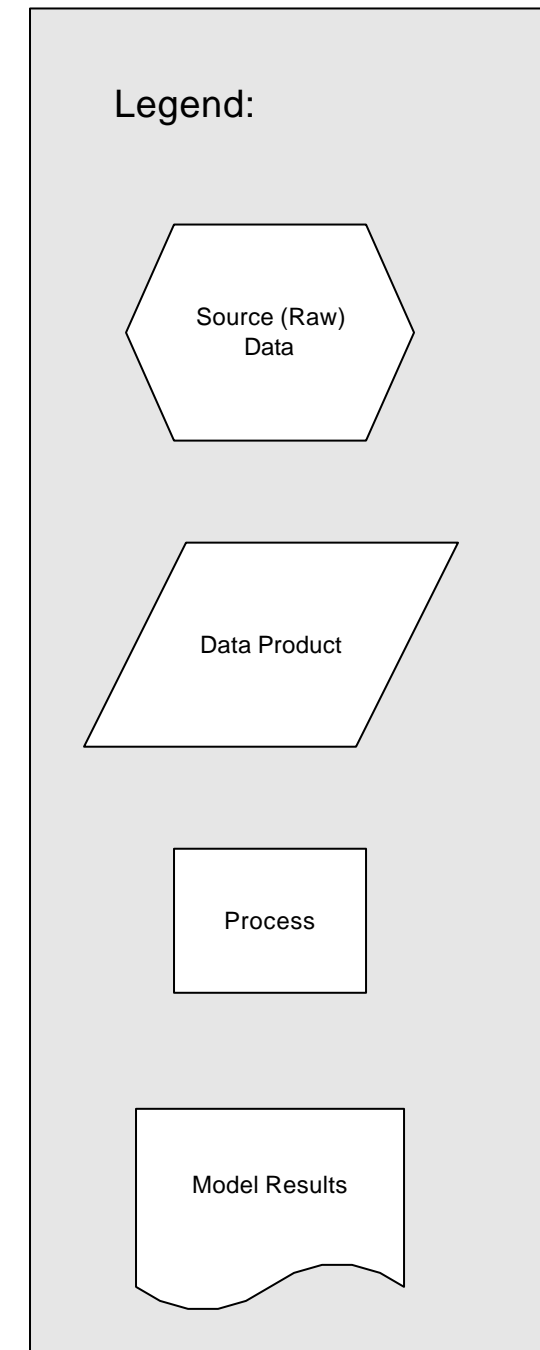 Legend:
Source (Raw)
Data
Data Product
Process
Model Results